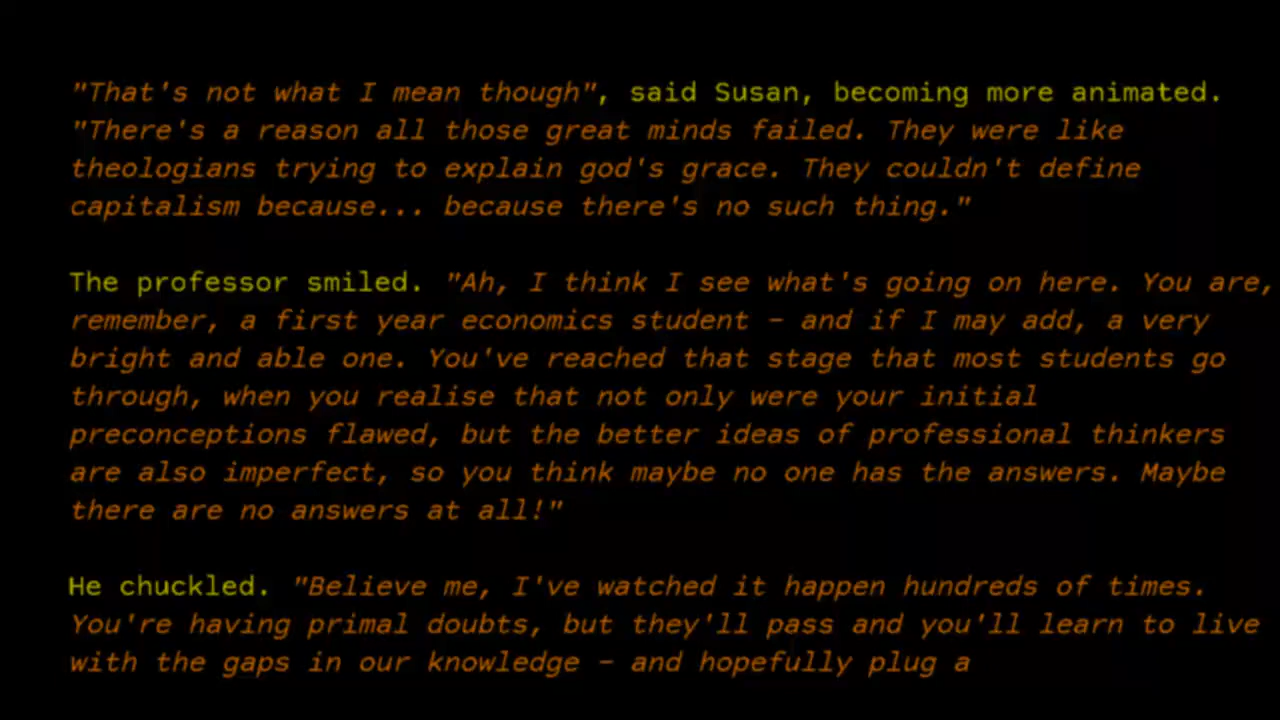 "That's not what I mean though", said Susan, becoming more animated.
"There's a reason all those great minds failed. They were like
theologians trying to explain god's grace. They couldn't define
capitalism because... because there's no such thing."
The professor smiled. "Ah, I think I see what's going on here. You are,
remember, a first year economics student – and if I may add, a very
bright and able one. You've reached that stage that most students go
through, when you realise that not only were your initial
preconceptions flawed, but the better ideas of professional thinkers
are also imperfect, so you think maybe no one has the answers. Maybe
there are no answers at all!"
He chuckled. "Believe me, I've watched it happen hundreds of times.
You're having primal doubts, but they'll pass and you'll learn to live
with the gaps in our knowledge – and hopefully plug a